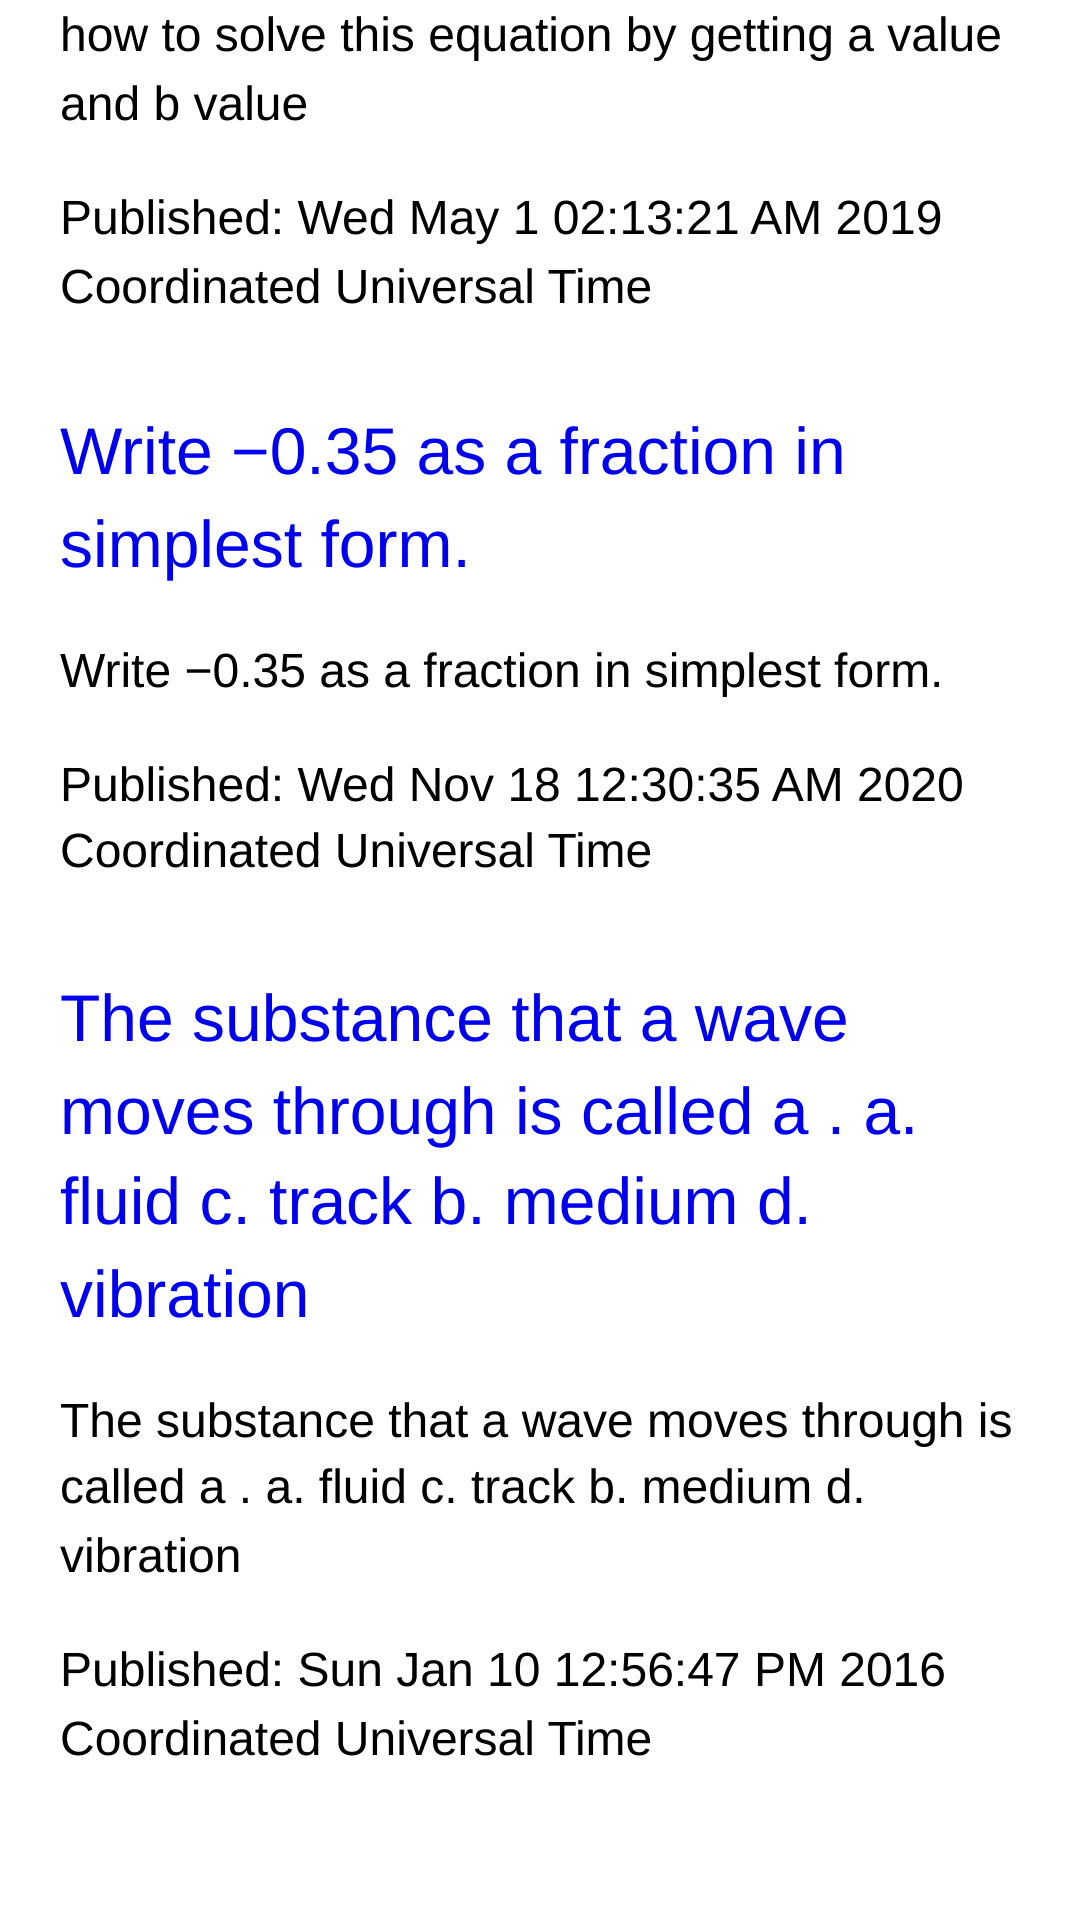 how to solve this equation by getting a value
and b value
Published: Wed May 1 02:13:21 AM 2019
Coordinated Universal Time
Write −0.35 as a fraction in
simplest form.
Write −0.35 as a fraction in simplest form.
Published: Wed Nov 18 12:30:35 AM 2020
Coordinated Universal Time
The substance that a wave
moves through is called a . a.
fluid c. track b. medium d.
vibration
The substance that a wave moves through is
called a . a. fluid c. track b. medium d.
vibration
Published: Sun Jan 10 12:56:47 PM 2016
Coordinated Universal Time